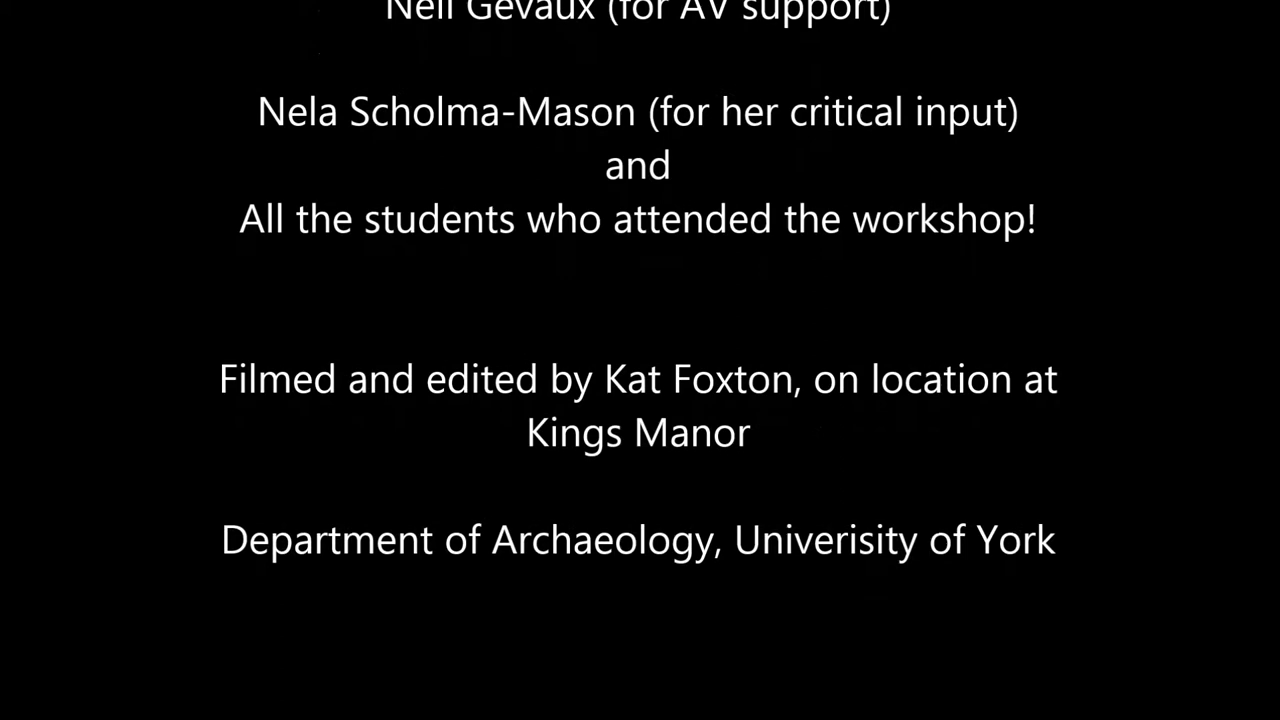 Neil Gevaux (for AV support)
Nela Scholma-Mason (for her critical input)
and
All the students who attended the workshop!
Filmed and edited by Kat Foxton, on location at
Kings Manor
Department of Archaeology, Univerisity of York